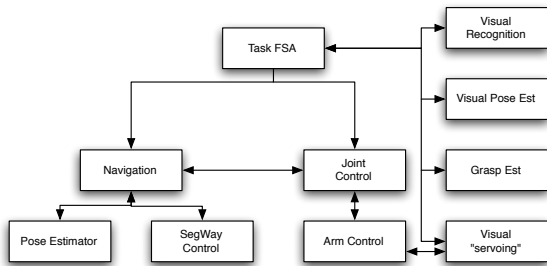 Visual
Recognition
Task FSA
Visual Pose Est
Navigation
Joint
Control
Grasp Est
Pose Estimator
SegWay
Control
Arm Control
Visual
"servoing"